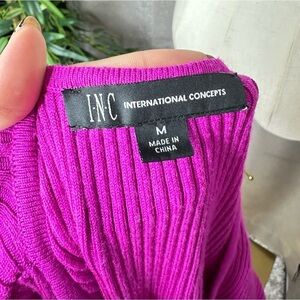 I·N·C INTERNATIONAL CONCEPTS
M
MADE IN
CHINA